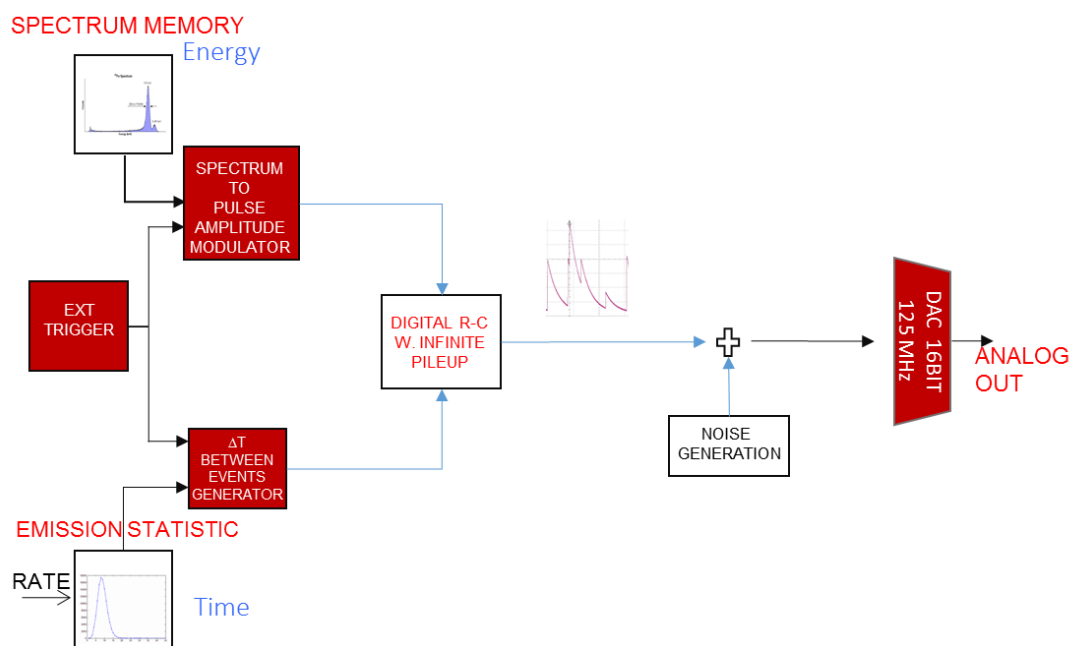 SPECTRUM MEMORY
Energy
SPECTRUM
TO
PULSE
AMPLITUDE
MODULATOR
EXT
TRIGGER
DIGITAL R-C
W. INFINITE
PILEUP
DAC 16BIT
125 MHz
ANALOG
OUT
NOISE
GENERATION
ΔT
BETWEEN
EVENTS
GENERATOR
EMISSION STATISTIC
RATE
Time